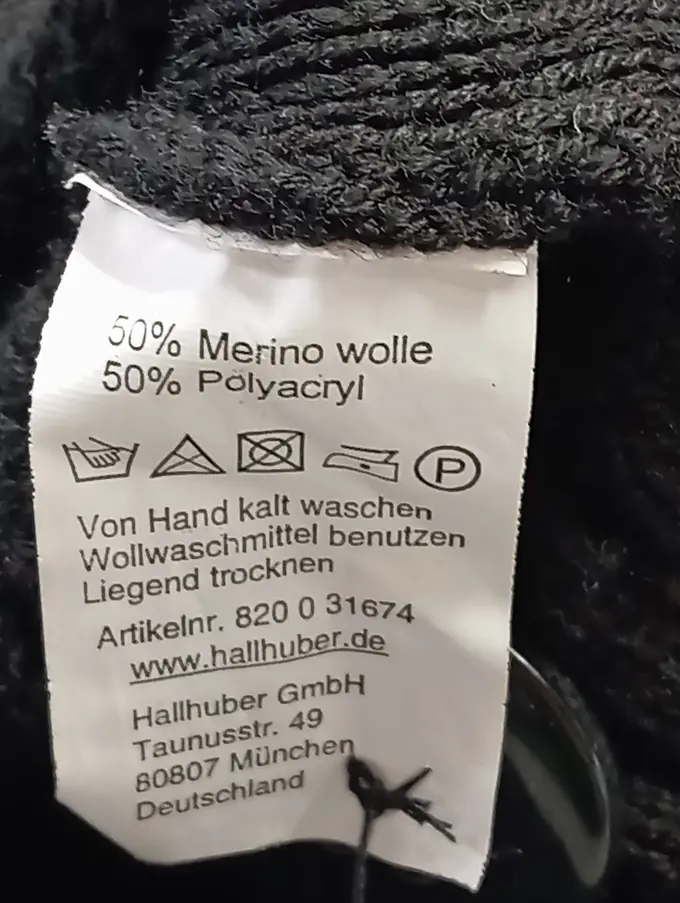 50% Merino wolle
50% Polyacryl
P
Von Hand kalt waschen
Wollwaschmittel benutzen
Liegend trocknen
Artikelnr. 820 0 31674
www.hallhuber.de
Hallhuber GmbH
Taunusstr. 49
80807 München
Deutschland